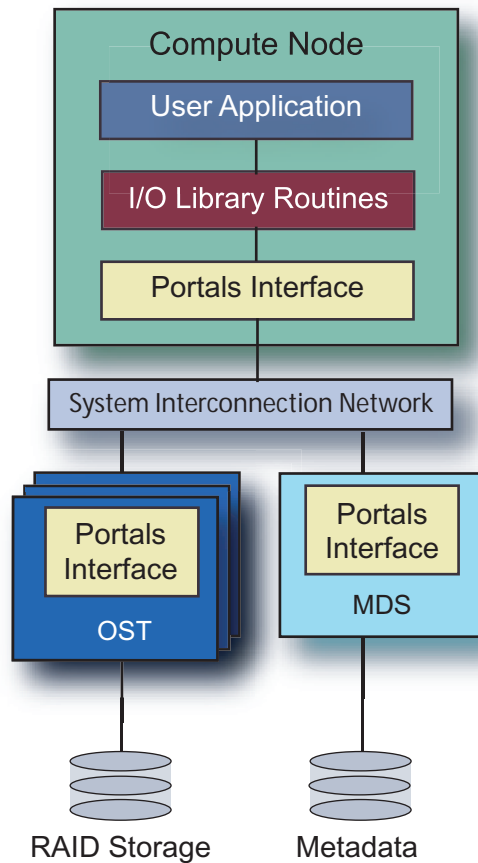 Compute Node
User Application
I/O Library Routines
Portals Interface
System Interconnection Network
Portals
Interface
OST
Portals
Interface
MDS
RAID Storage
Metadata